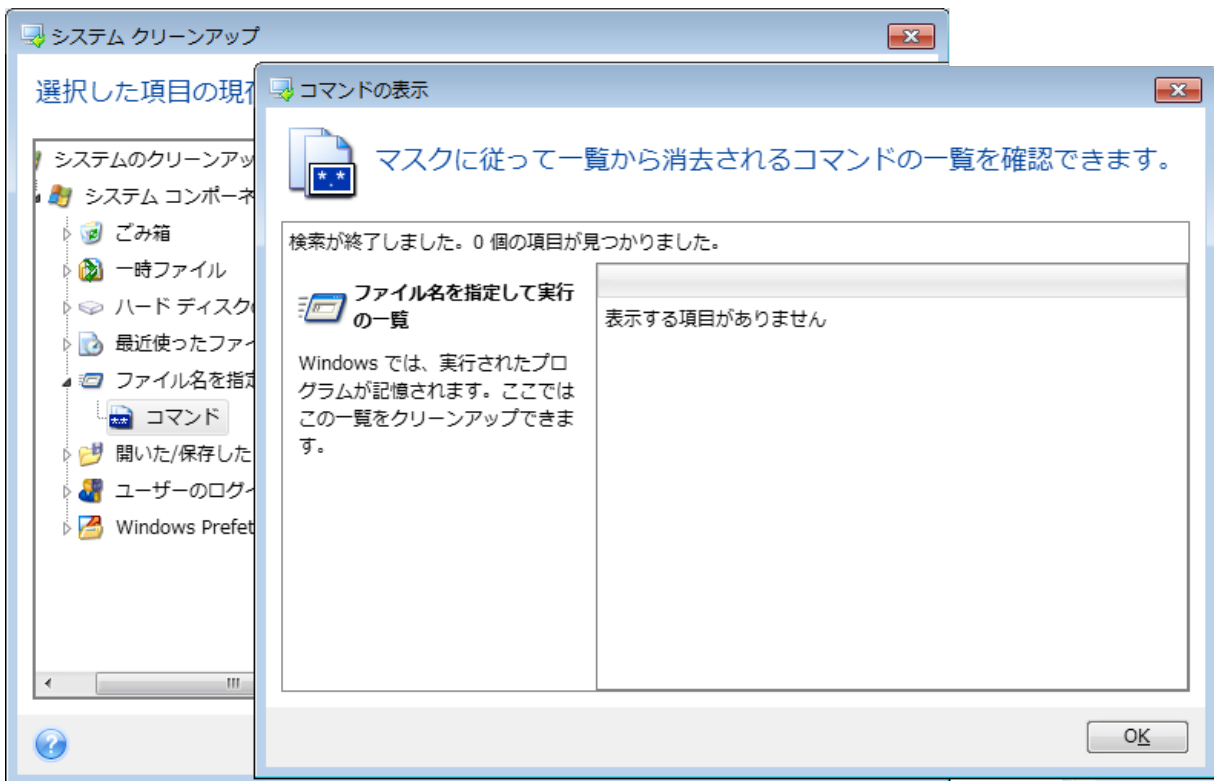 システム クリーンアップ
選択した項目の現在
システムのクリーンアッ
システム コンポーネ
ごみ箱
一時ファイル
ハード ディスク
最近使ったファイ
ファイル名を指定
コマンド
開いた/保存した
ユーザーのログイ
Windows Prefet
コマンドの表示
*.*
マスクに従って一覧から消去されるコマンドの一覧を確認できます。
検索が終了しました。0 個の項目が見つかりました。
ファイル名を指定して実行
の一覧
Windows では、実行されたプロ
グラムが記憶されます。ここでは
この一覧をクリーンアップできま
す。
表示する項目がありません
OK